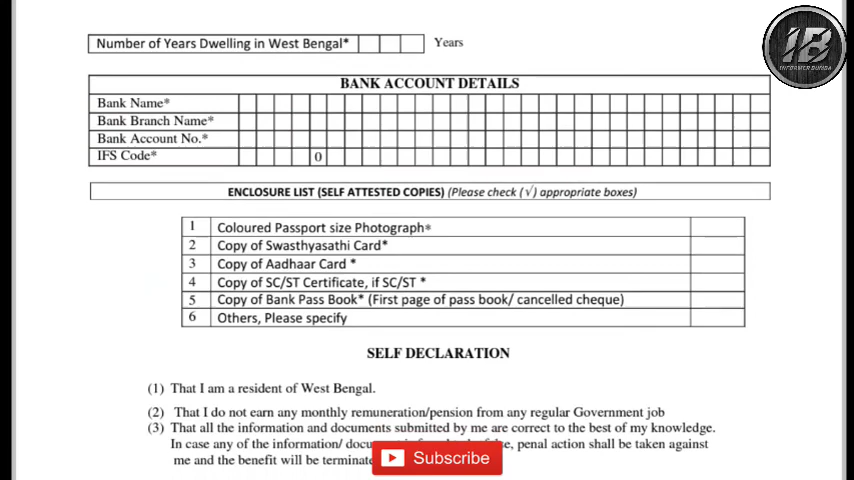 Number of Years Dwelling in West Bengal* Years
BANK ACCOUNT DETAILS
Bank Name*
Bank Branch Name*
Bank Account No.*
IFS Code* 0
ENCLOSURE LIST (SELF ATTESTED COPIES) (Please check (√) appropriate boxes)
1 Coloured Passport size Photograph*
2 Copy of Swasthyasathi Card*
3 Copy of Aadhaar Card *
4 Copy of SC/ST Certificate, if SC/ST *
5 Copy of Bank Pass Book* (First page of pass book/ cancelled cheque)
6 Others, Please specify
SELF DECLARATION
(1) That I am a resident of West Bengal.
(2) That I do not earn any monthly remuneration/pension from any regular Government job
(3) That all the information and documents submitted by me are correct to the best of my knowledge.
In case any of the information/ penal action shall be taken against
me and the benefit will be
Subscribe
IB